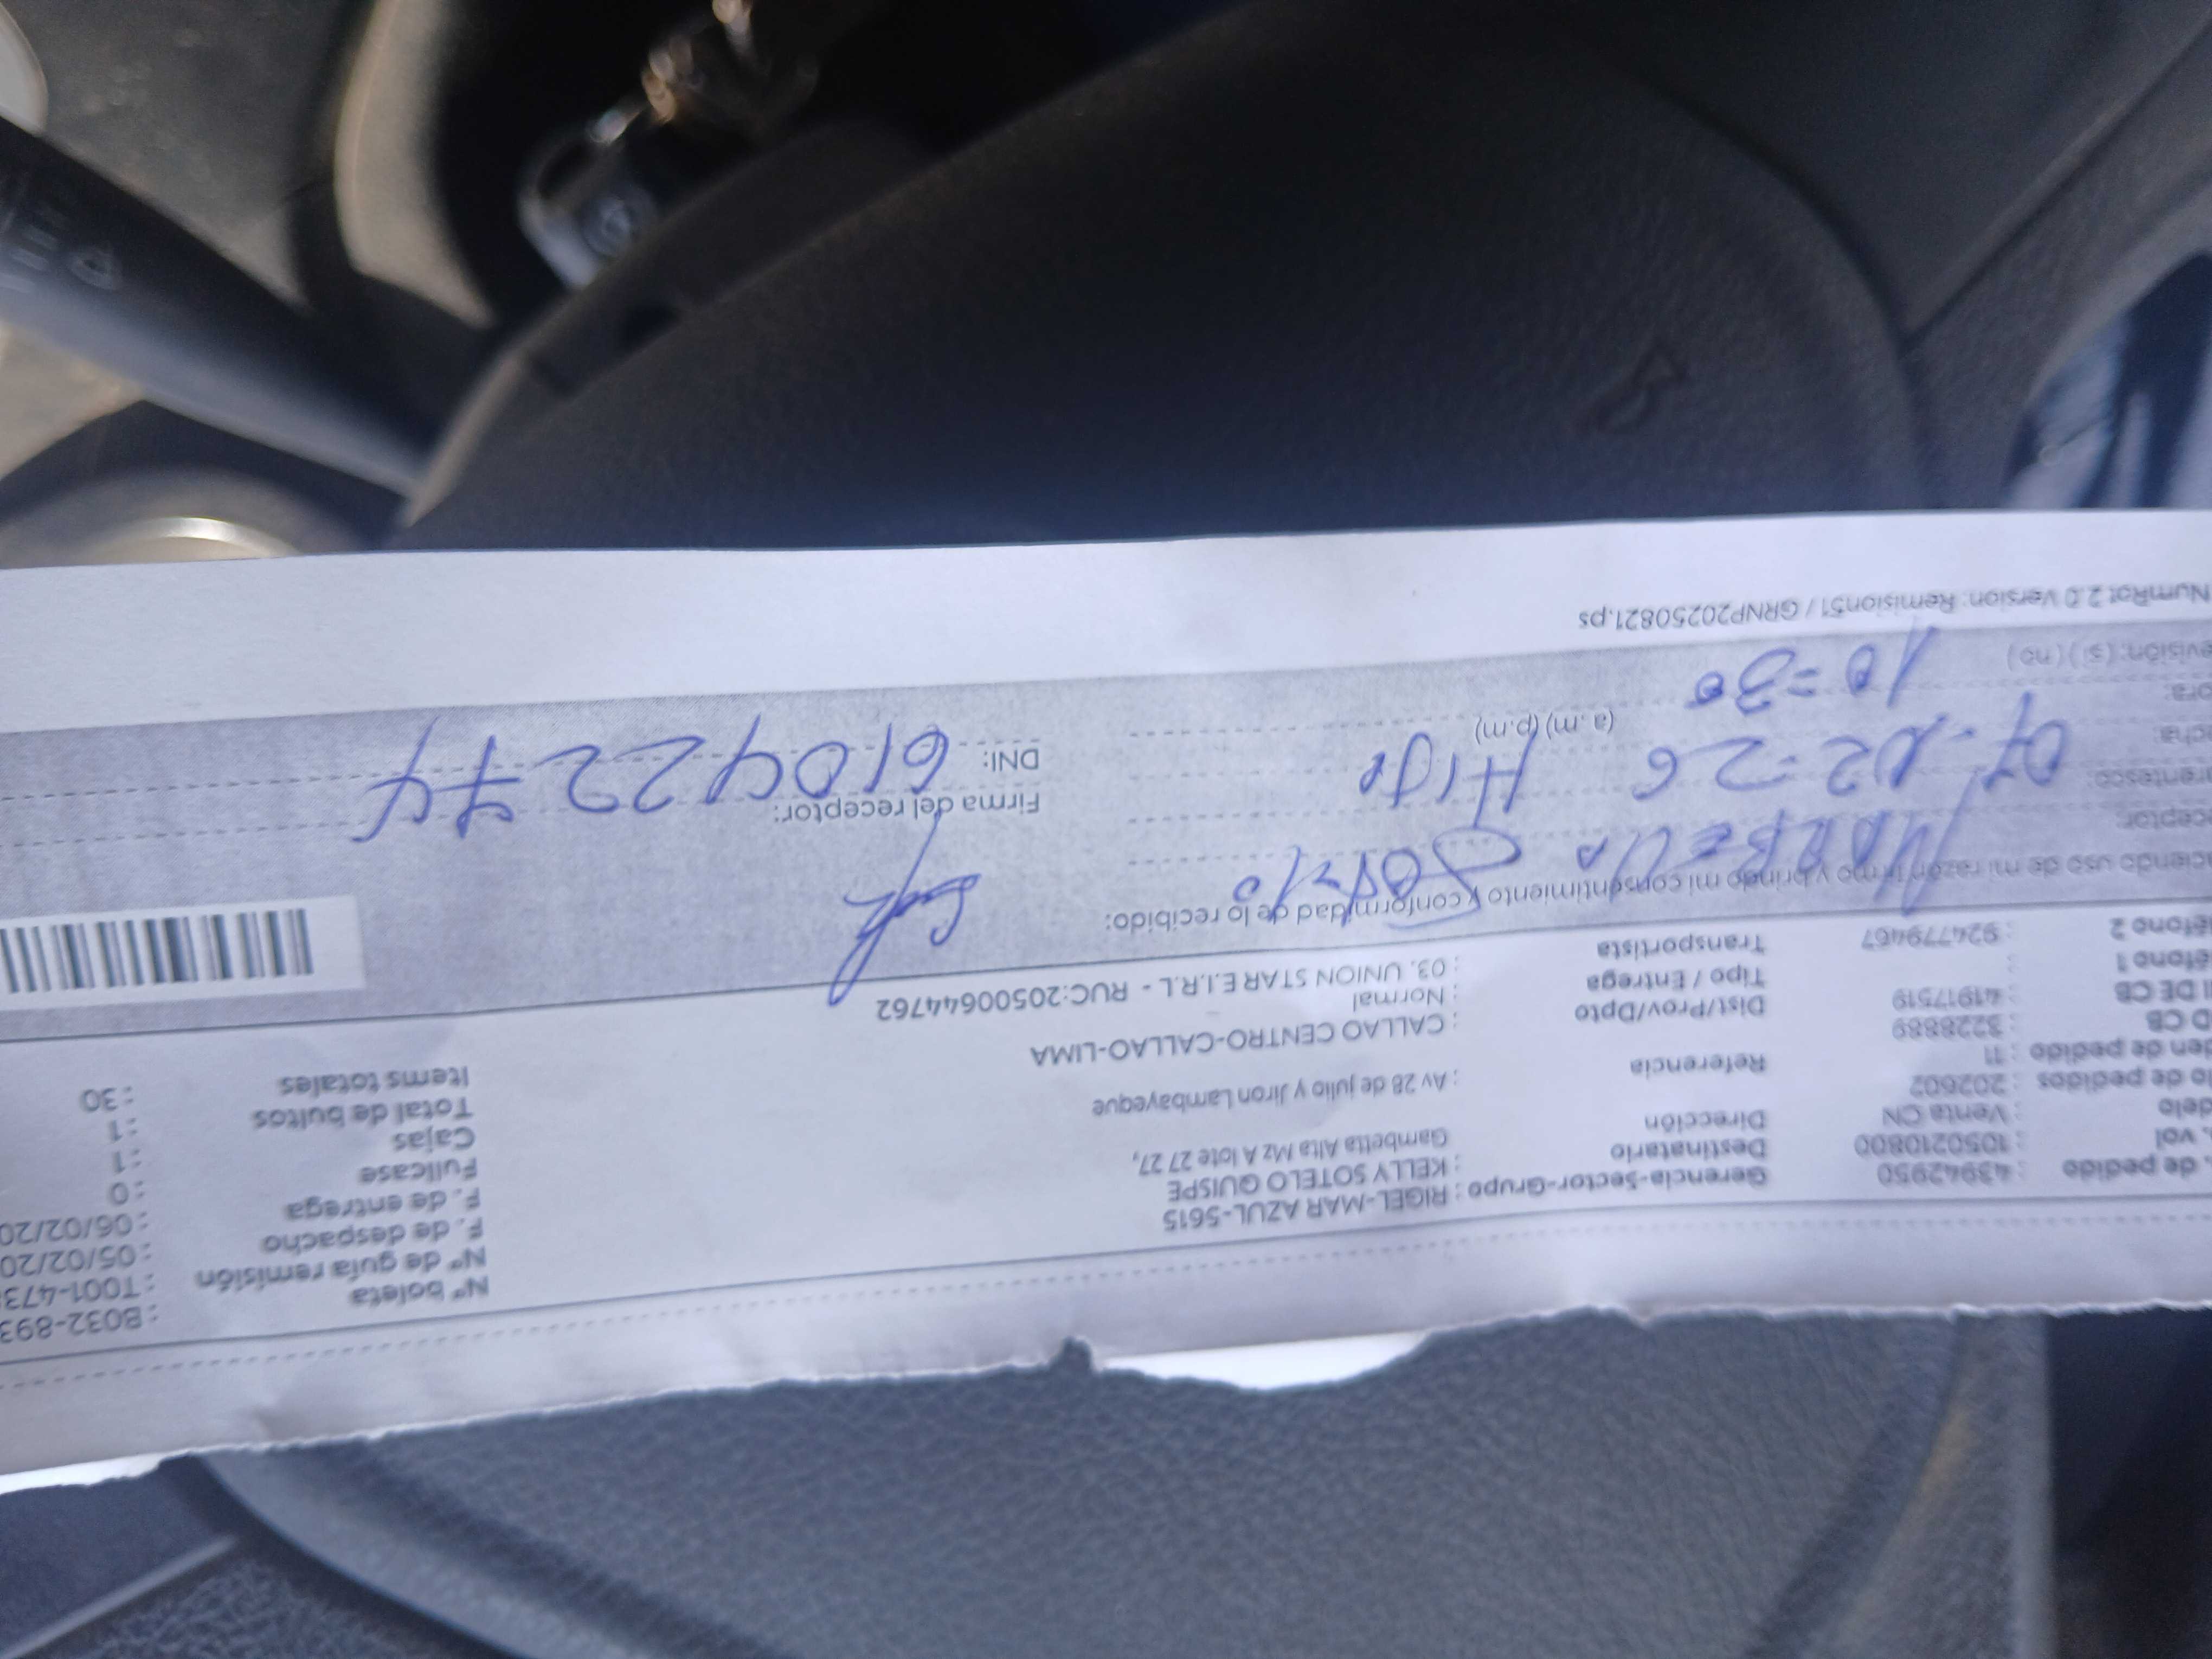 Nº boleta : B032-893
Nº de guía remisión : T001-473
F. de despacho : 05/02/20
F. de entrega : 06/02/20
Fullcase : 0
Cajas : 1
Total de bultos : 1
Items totales : 30
. de pedido : 43942950 Gerencia-Sector-Grupo : RIGEL-MAR AZUL-5615
. vol : 1050210800 Destinatario : KELLY SOTELO QUISPE
delo : Venta CN Dirección Gambetta Alta Mz A lote 27 27,
lo de pedidos : 202602
den de pedido : 11 Referencia : Av 28 de julio y Jiron Lambayeque
D CB : 3228889
I DE CB : 41917519 Dist/Prov/Dpto : CALLAO CENTRO-CALLAO-LIMA
léfono 1 : Tipo / Entrega : Normal
léfono 2 : 924779467 Transportista : 03. UNION STAR E.I.R.L - RUC:20500644762
aciendo uso de mi razón firmo y brindo mi consentimiento y conformidad de lo recibido:
eceptor:
rentesco: Hijo
Firma del receptor:
echa: 07-02-26
DNI: 61042274
ora: 10=30 (a. m) (p.m)
evisión: (si) (no)
NumRot 2.0 Version: Remision51 / GRNP20250821.ps